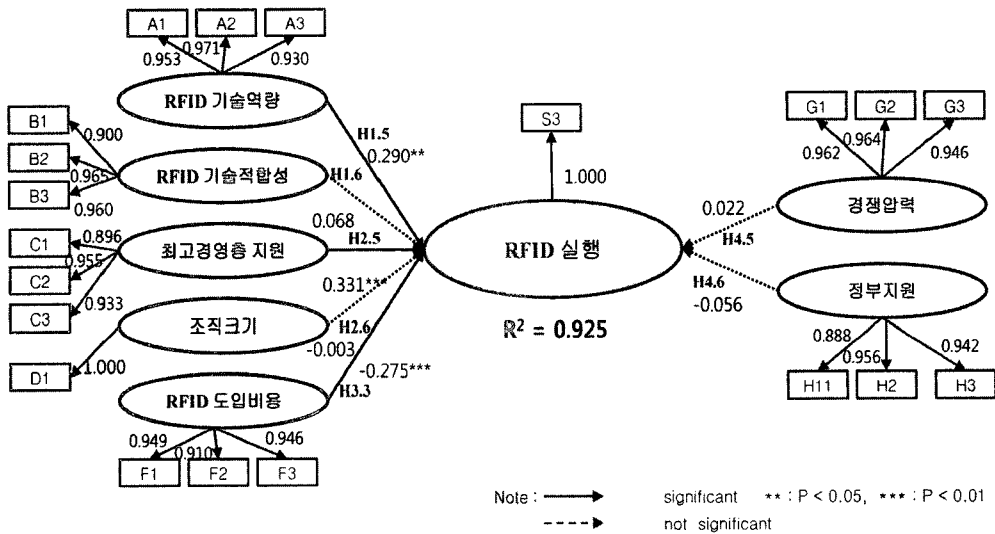 A1
A2
A3
0.953
0.971
0.930
RFID 기술역량
B1
B2
B3
0.900
0.965
0.960
RFID 기술적합성
C1
C2
C3
0.896
0.955
0.933
최고경영층 지원
D1
1.000
조직크기
RFID 도입비용
0.949
0.910
0.946
F1
F2
F3
H1.5
0.290**
H1.6
0.068
H2.5
0.331***
H2.6
-0.003
-0.275***
H3.3
S3
1.000
RFID 실행
R² = 0.925
G1
G2
G3
0.962
0.964
0.946
경쟁압력
0.022
H4.5
H4.6
-0.056
정부지원
0.888
0.956
0.942
H11
H2
H3
Note : significant ** : P < 0.05, *** : P < 0.01
not significant